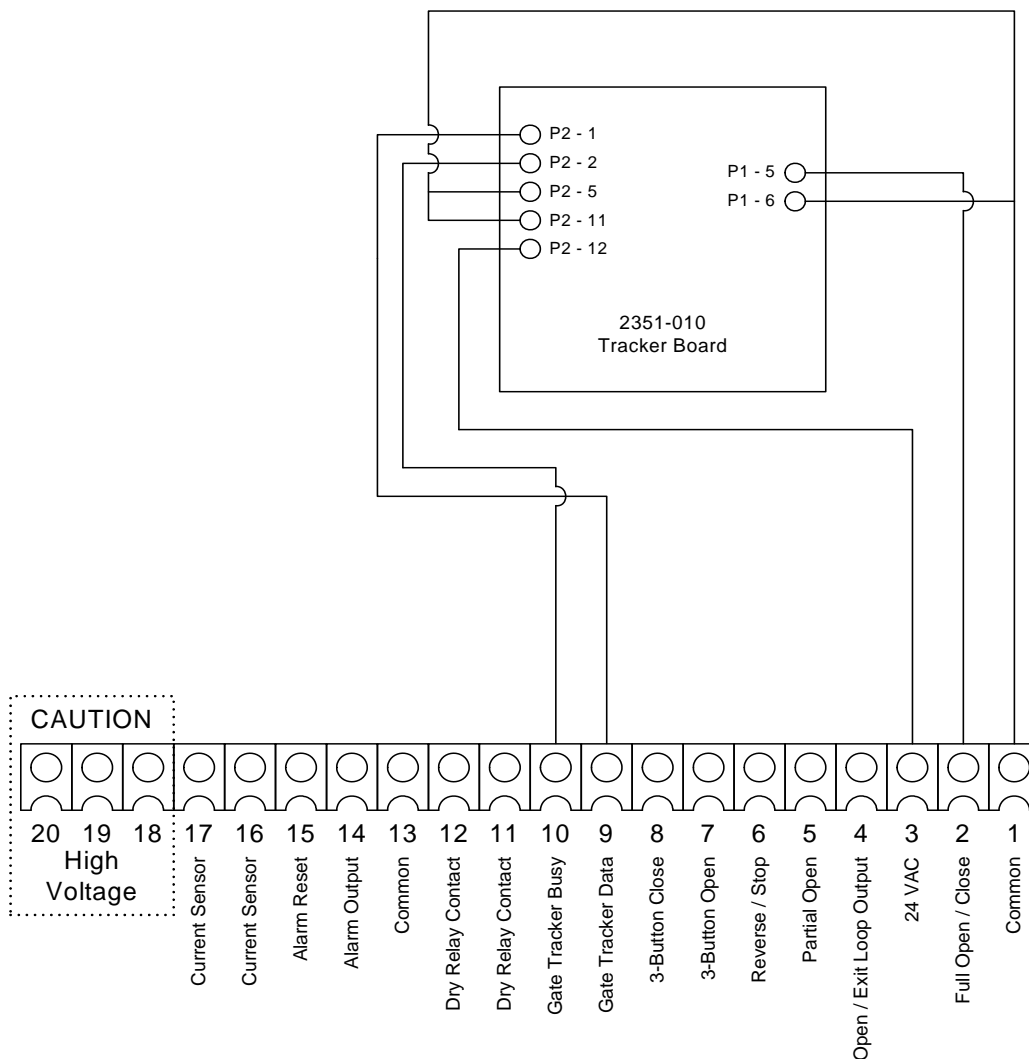 P2 - 1
P2 - 2
P2 - 5
P2 - 11
P2 - 12
P1 - 5
P1 - 6
2351-010
Tracker Board
CAUTION
20 19 18 17 16 15 14 13 12 11 10 9 8 7 6 5 4 3 2 1
High
Voltage
Current Sensor
Current Sensor
Alarm Reset
Alarm Output
Common
Dry Relay Contact
Dry Relay Contact
Gate Tracker Busy
Gate Tracker Data
3-Button Close
3-Button Open
Reverse / Stop
Partial Open
Open / Exit Loop Output
24 VAC
Full Open / Close
Common